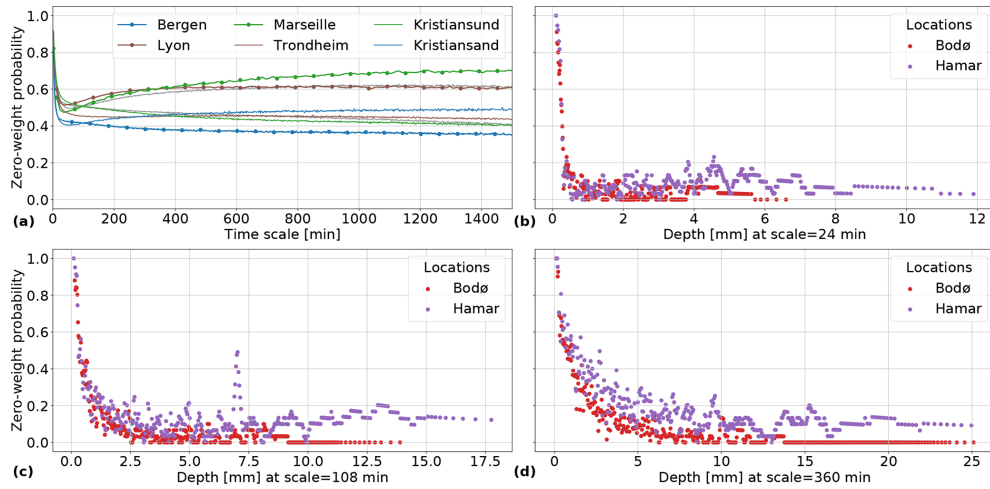 Zero-weight probability
1.0
0.8
0.6
0.4
0.2
0.0
Bergen
Lyon
Marseille
Trondheim
Kristiansund
Kristiansand
0 200 400 600 800 1000 1200 1400
Time scale [min]
(a)
Locations
Bodø
Hamar
0 2 4 6 8 10 12
Depth [mm] at scale=24 min
(b)
Zero-weight probability
1.0
0.8
0.6
0.4
0.2
0.0
Locations
Bodø
Hamar
0.0 2.5 5.0 7.5 10.0 12.5 15.0 17.5
Depth [mm] at scale=108 min
(c)
Locations
Bodø
Hamar
0 5 10 15 20 25
Depth [mm] at scale=360 min
(d)